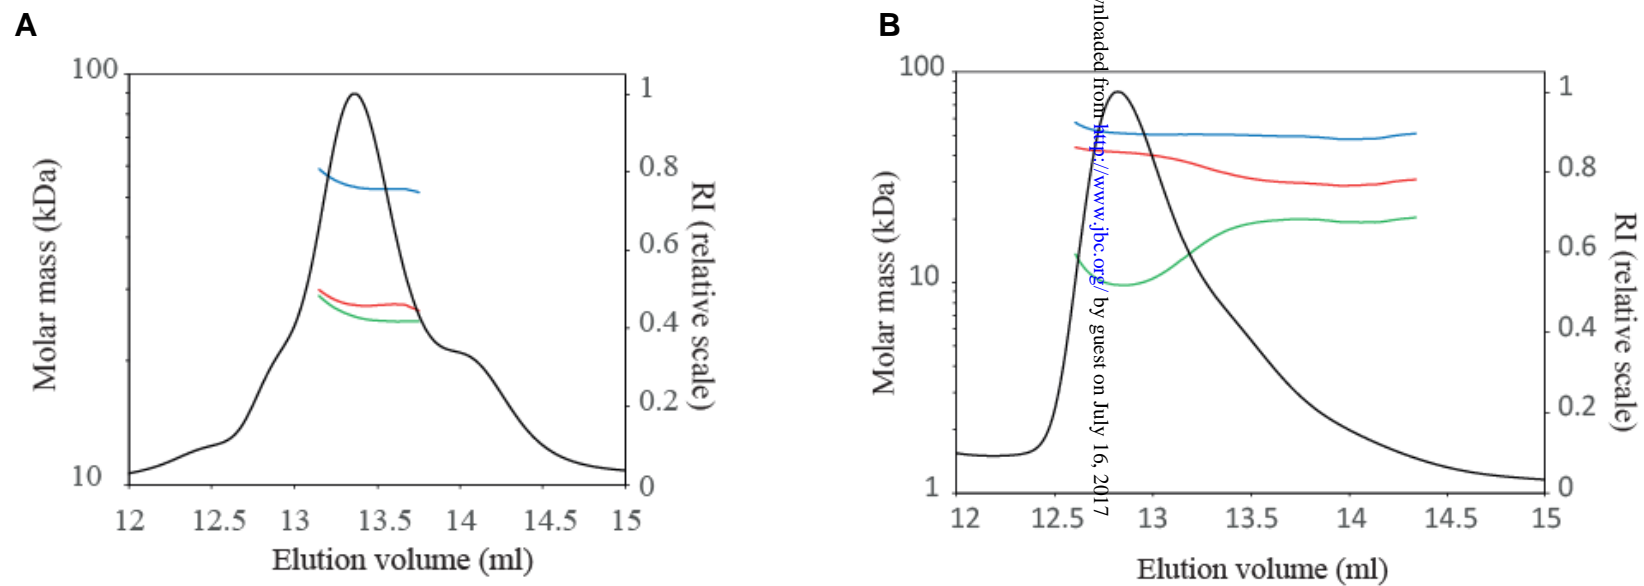 A
100
10
Molar mass (kDa)
1
0.8
0.6
0.4
0.2
0
RI (relative scale)
12 12.5 13 13.5 14 14.5 15
Elution volume (ml)
B
100
10
1
Molar mass (kDa)
1
0.8
0.6
0.4
0.2
0
RI (relative scale)
12 12.5 13 13.5 14 14.5 15
Elution volume (ml)
wnloaded from http://www.jbc.org/ by guest on July 16, 2017